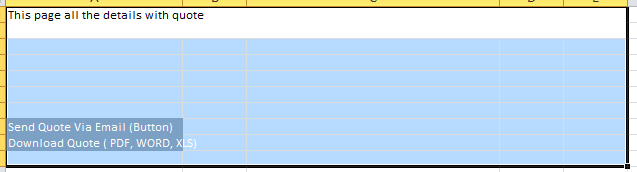 This page all the details with quote
Send Quote Via Email (Button)
Download Quote ( PDF, WORD, XLS)